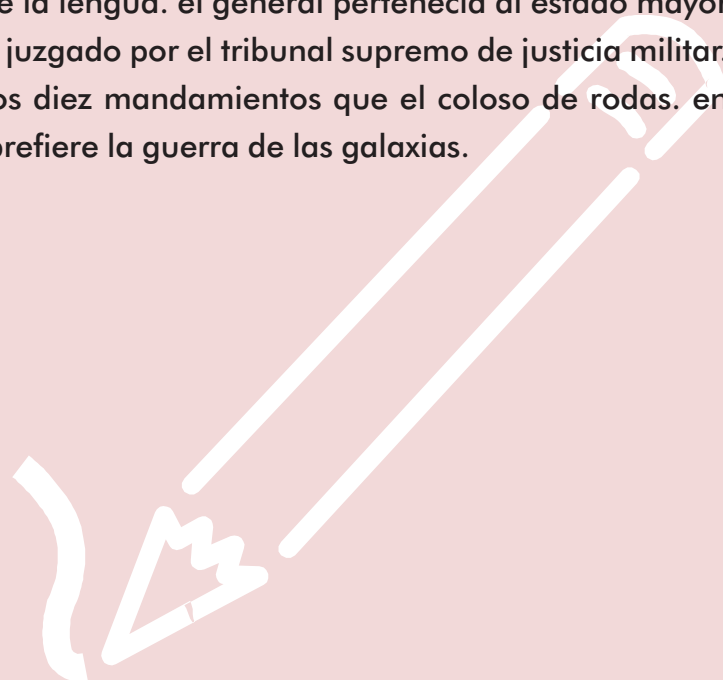 e la lengua. el general pertenecía al estado mayor
juzgado por el tribunal supremo de justicia militar.
os diez mandamientos que el coloso de rodas. en
prefiere la guerra de las galaxias.